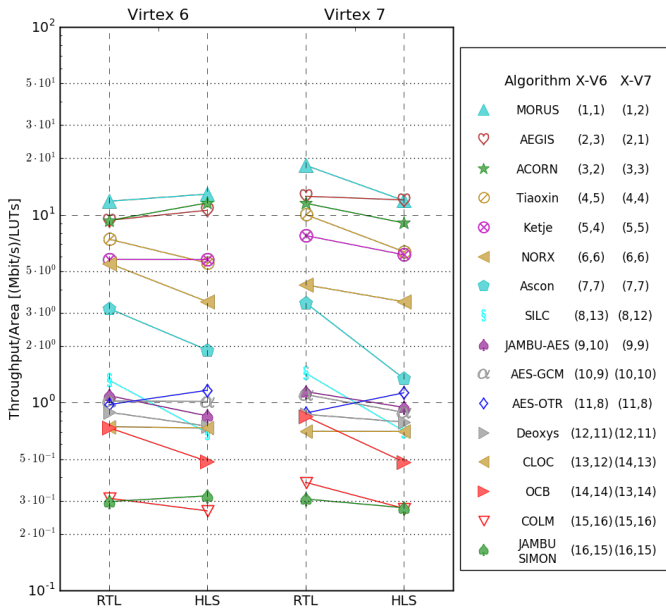 Virtex 6 Virtex 7
Throughput/Area [(Mbit/s)/LUTs)
10²
5·10¹
3·10¹
2·10¹
10¹
5·10⁰
3·10⁰
2·10⁰
10⁰
5·10⁻¹
3·10⁻¹
2·10⁻¹
10⁻¹
RTL HLS RTL HLS
Algorithm X-V6 X-V7
MORUS (1,1) (1,2)
AEGIS (2,3) (2,1)
ACORN (3,2) (3,3)
Tiaoxin (4,5) (4,4)
Ketje (5,4) (5,5)
NORX (6,6) (6,6)
Ascon (7,7) (7,7)
§ SILC (8,13) (8,12)
JAMBU-AES (9,10) (9,9)
α AES-GCM (10,9) (10,10)
AES-OTR (11,8) (11,8)
Deoxys (12,11) (12,11)
CLOC (13,12) (14,13)
OCB (14,14) (13,14)
COLM (15,16) (15,16)
JAMBU
SIMON (16,15) (16,15)